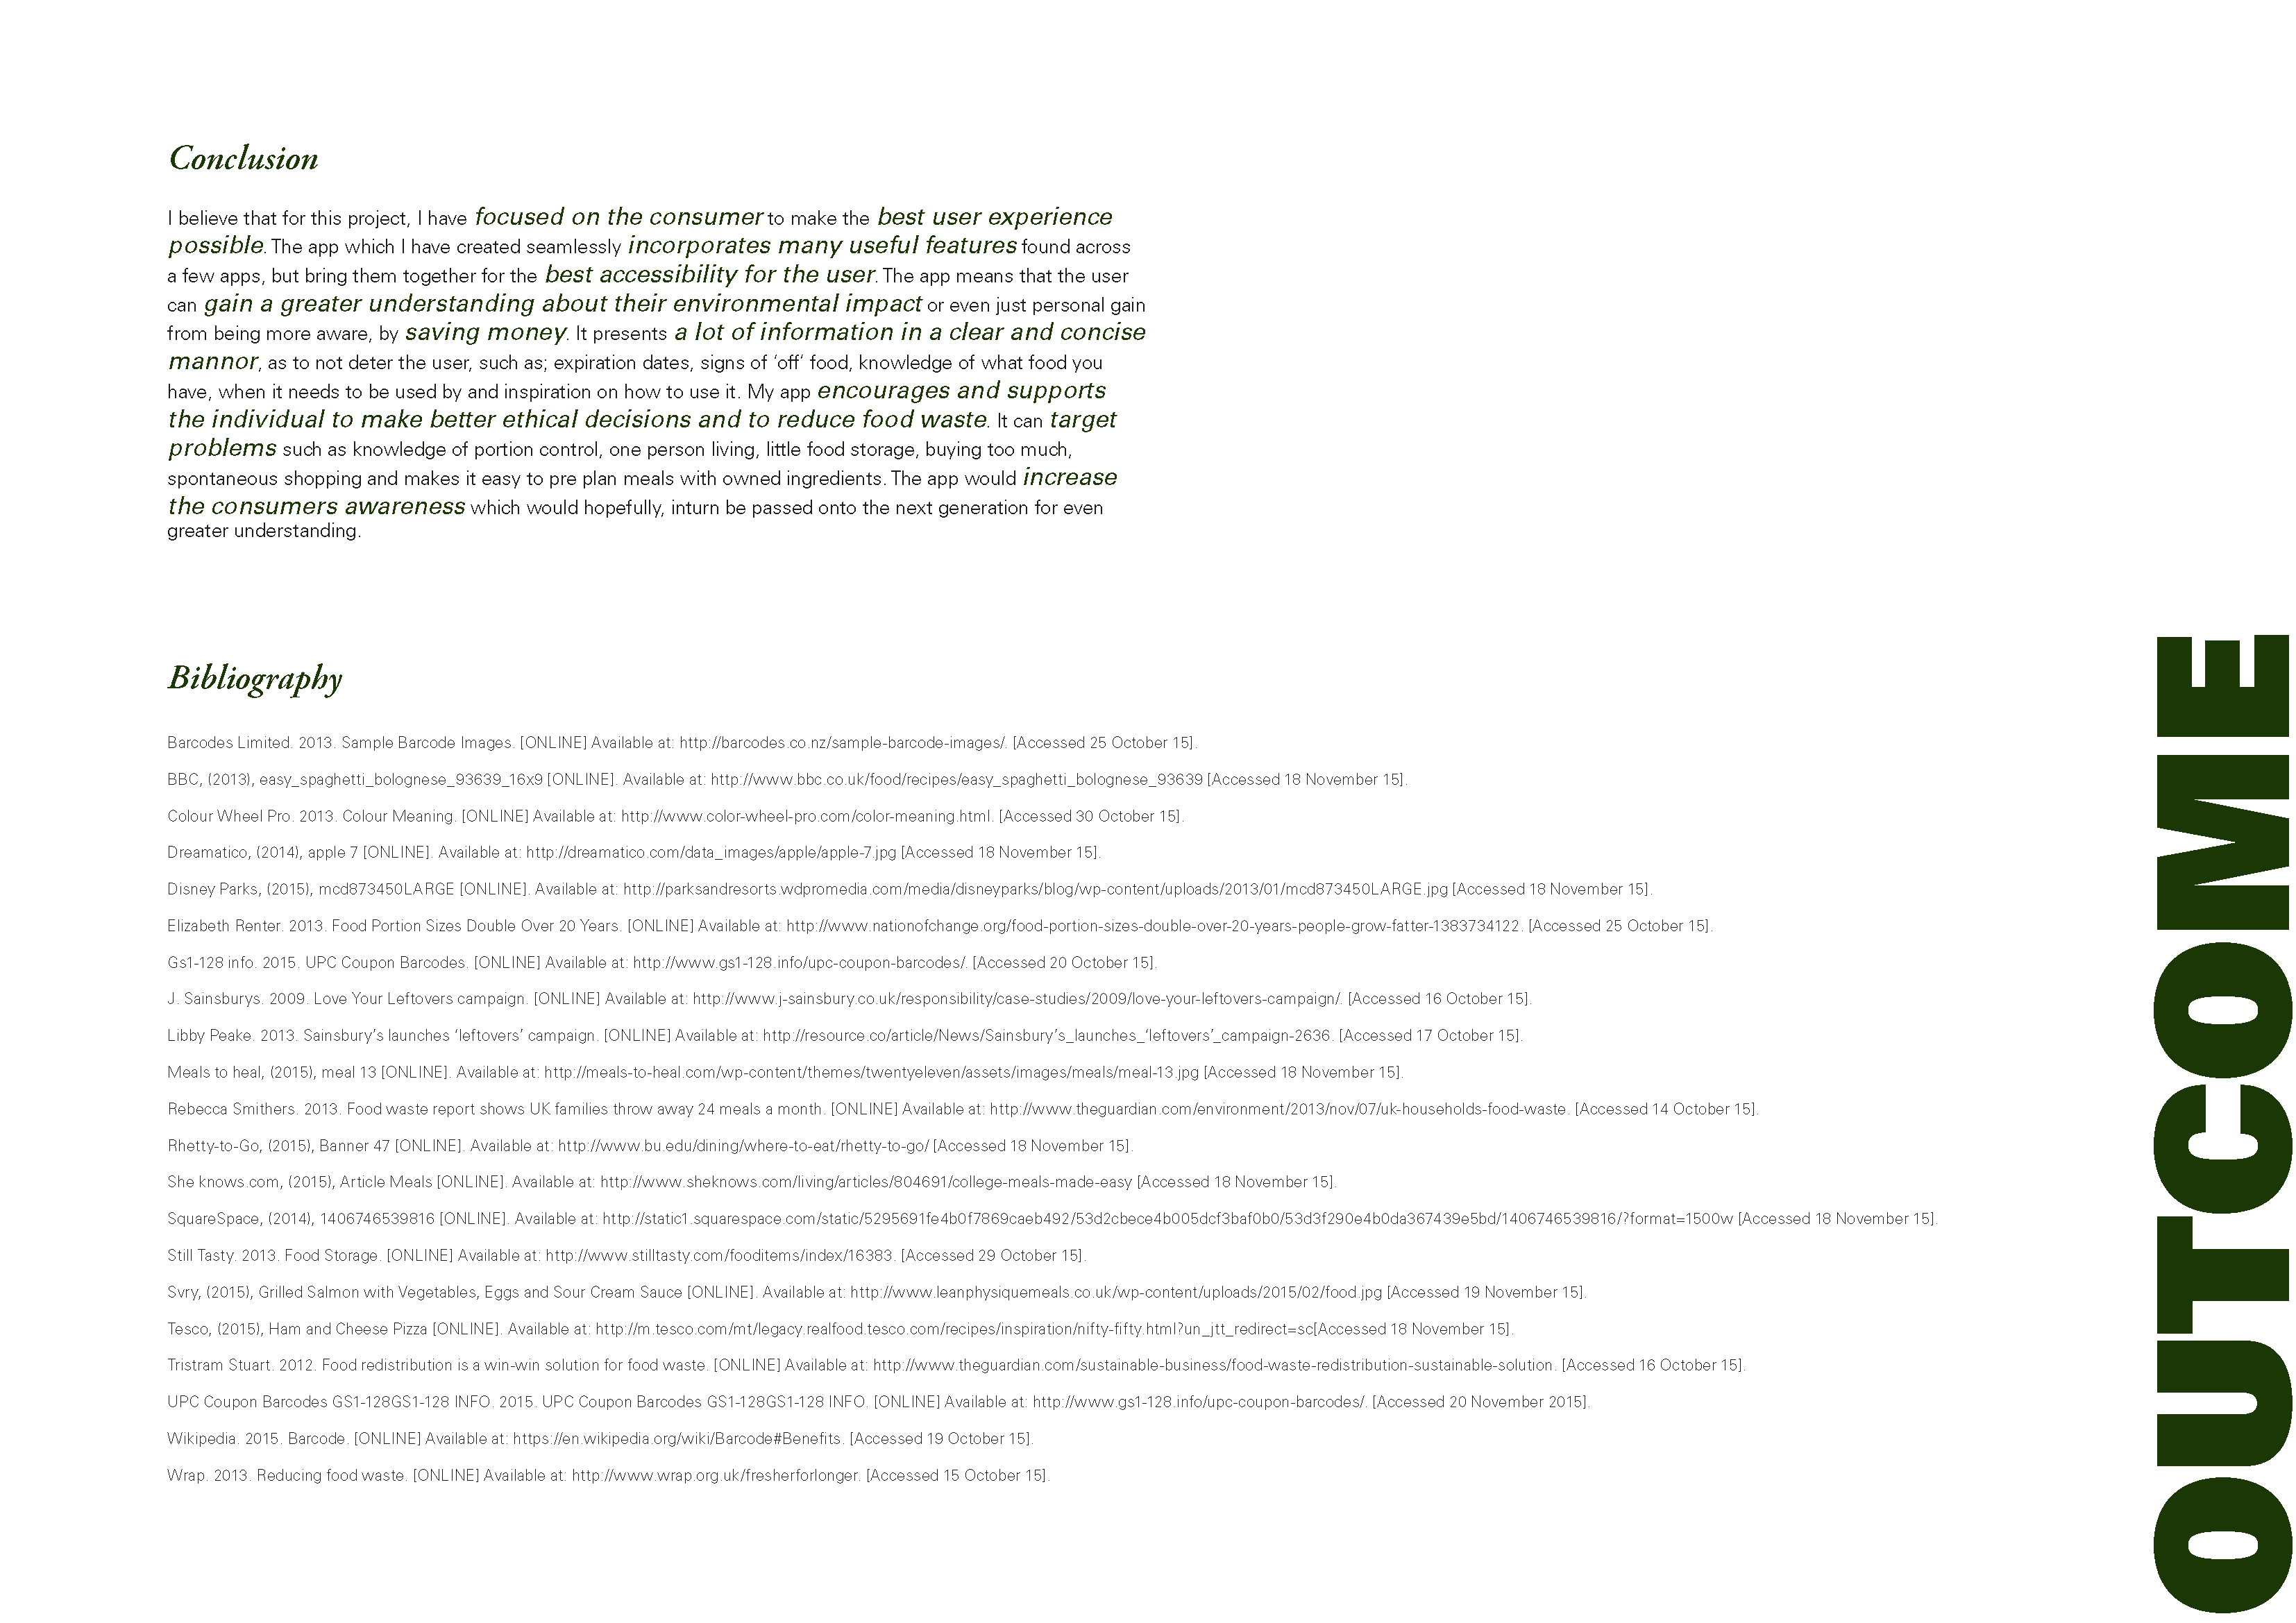 Conclusion
I believe that for this project, I have focused on the consumer to make the best user experience
possible. The app which I have created seamlessly incorporates many useful features found across
a few apps, but bring them together for the best accessibility for the user. The app means that the user
can gain a greater understanding about their environmental impact or even just personal gain
from being more aware, by saving money. It presents a lot of information in a clear and concise
mannor, as to not deter the user, such as; expiration dates, signs of ‘off’ food, knowledge of what food you
have, when it needs to be used by and inspiration on how to use it. My app encourages and supports
the individual to make better ethical decisions and to reduce food waste. It can target
problems such as knowledge of portion control, one person living, little food storage, buying too much,
spontaneous shopping and makes it easy to pre plan meals with owned ingredients. The app would increase
the consumers awareness which would hopefully, inturn be passed onto the next generation for even
greater understanding.
Bibliography
Barcodes Limited. 2013. Sample Barcode Images. [ONLINE] Available at: http://barcodes.co.nz/sample-barcode-images/. [Accessed 25 October 15].
BBC, (2013), easy_spaghetti_bolognese_93639_16x9 [ONLINE]. Available at: http://www.bbc.co.uk/food/recipes/easy_spaghetti_bolognese_93639 [Accessed 18 November 15].
Colour Wheel Pro. 2013. Colour Meaning. [ONLINE] Available at: http://www.color-wheel-pro.com/color-meaning.html. [Accessed 30 October 15].
Dreamatico, (2014), apple 7 [ONLINE]. Available at: http://dreamatico.com/data_images/apple/apple-7.jpg [Accessed 18 November 15].
Disney Parks, (2015), mcd873450LARGE [ONLINE]. Available at: http://parksandresorts.wdpromedia.com/media/disneyparks/blog/wp-content/uploads/2013/01/mcd873450LARGE.jpg [Accessed 18 November 15].
Elizabeth Renter. 2013. Food Portion Sizes Double Over 20 Years. [ONLINE] Available at: http://www.nationofchange.org/food-portion-sizes-double-over-20-years-people-grow-fatter-1383734122. [Accessed 25 October 15].
Gs1-128 info. 2015. UPC Coupon Barcodes. [ONLINE] Available at: http://www.gs1-128.info/upc-coupon-barcodes/. [Accessed 20 October 15].
J. Sainsburys. 2009. Love Your Leftovers campaign. [ONLINE] Available at: http://www.j-sainsbury.co.uk/responsibility/case-studies/2009/love-your-leftovers-campaign/. [Accessed 16 October 15].
Libby Peake. 2013. Sainsbury’s launches ‘leftovers’ campaign. [ONLINE] Available at: http://resource.co/article/News/Sainsbury’s_launches_‘leftovers’_campaign-2636. [Accessed 17 October 15].
Meals to heal, (2015), meal 13 [ONLINE]. Available at: http://meals-to-heal.com/wp-content/themes/twentyeleven/assets/images/meals/meal-13.jpg [Accessed 18 November 15].
Rebecca Smithers. 2013. Food waste report shows UK families throw away 24 meals a month. [ONLINE] Available at: http://www.theguardian.com/environment/2013/nov/07/uk-households-food-waste. [Accessed 14 October 15].
Rhetty-to-Go, (2015), Banner 47 [ONLINE]. Available at: http://www.bu.edu/dining/where-to-eat/rhetty-to-go/ [Accessed 18 November 15].
She knows.com, (2015), Article Meals [ONLINE]. Available at: http://www.sheknows.com/living/articles/804691/college-meals-made-easy [Accessed 18 November 15].
SquareSpace, (2014), 1406746539816 [ONLINE]. Available at: http://static1.squarespace.com/static/5295691fe4b0f7869caeb492/53d2cbece4b005dcf3baf0b0/53d3f290e4b0da367439e5bd/1406746539816/?format=1500w [Accessed 18 November 15].
Still Tasty. 2013. Food Storage. [ONLINE] Available at: http://www.stilltasty.com/fooditems/index/16383. [Accessed 29 October 15].
Svry, (2015), Grilled Salmon with Vegetables, Eggs and Sour Cream Sauce [ONLINE]. Available at: http://www.leanphysiquemeals.co.uk/wp-content/uploads/2015/02/food.jpg [Accessed 19 November 15].
Tesco, (2015), Ham and Cheese Pizza [ONLINE]. Available at: http://m.tesco.com/mt/legacy.realfood.tesco.com/recipes/inspiration/nifty-fifty.html?un_jtt_redirect=sc[Accessed 18 November 15].
Tristram Stuart. 2012. Food redistribution is a win-win solution for food waste. [ONLINE] Available at: http://www.theguardian.com/sustainable-business/food-waste-redistribution-sustainable-solution. [Accessed 16 October 15].
UPC Coupon Barcodes GS1-128GS1-128 INFO. 2015. UPC Coupon Barcodes GS1-128GS1-128 INFO. [ONLINE] Available at: http://www.gs1-128.info/upc-coupon-barcodes/. [Accessed 20 November 2015].
Wikipedia. 2015. Barcode. [ONLINE] Available at: https://en.wikipedia.org/wiki/Barcode#Benefits. [Accessed 19 October 15].
Wrap. 2013. Reducing food waste. [ONLINE] Available at: http://www.wrap.org.uk/fresherforlonger. [Accessed 15 October 15].
OUTCOME